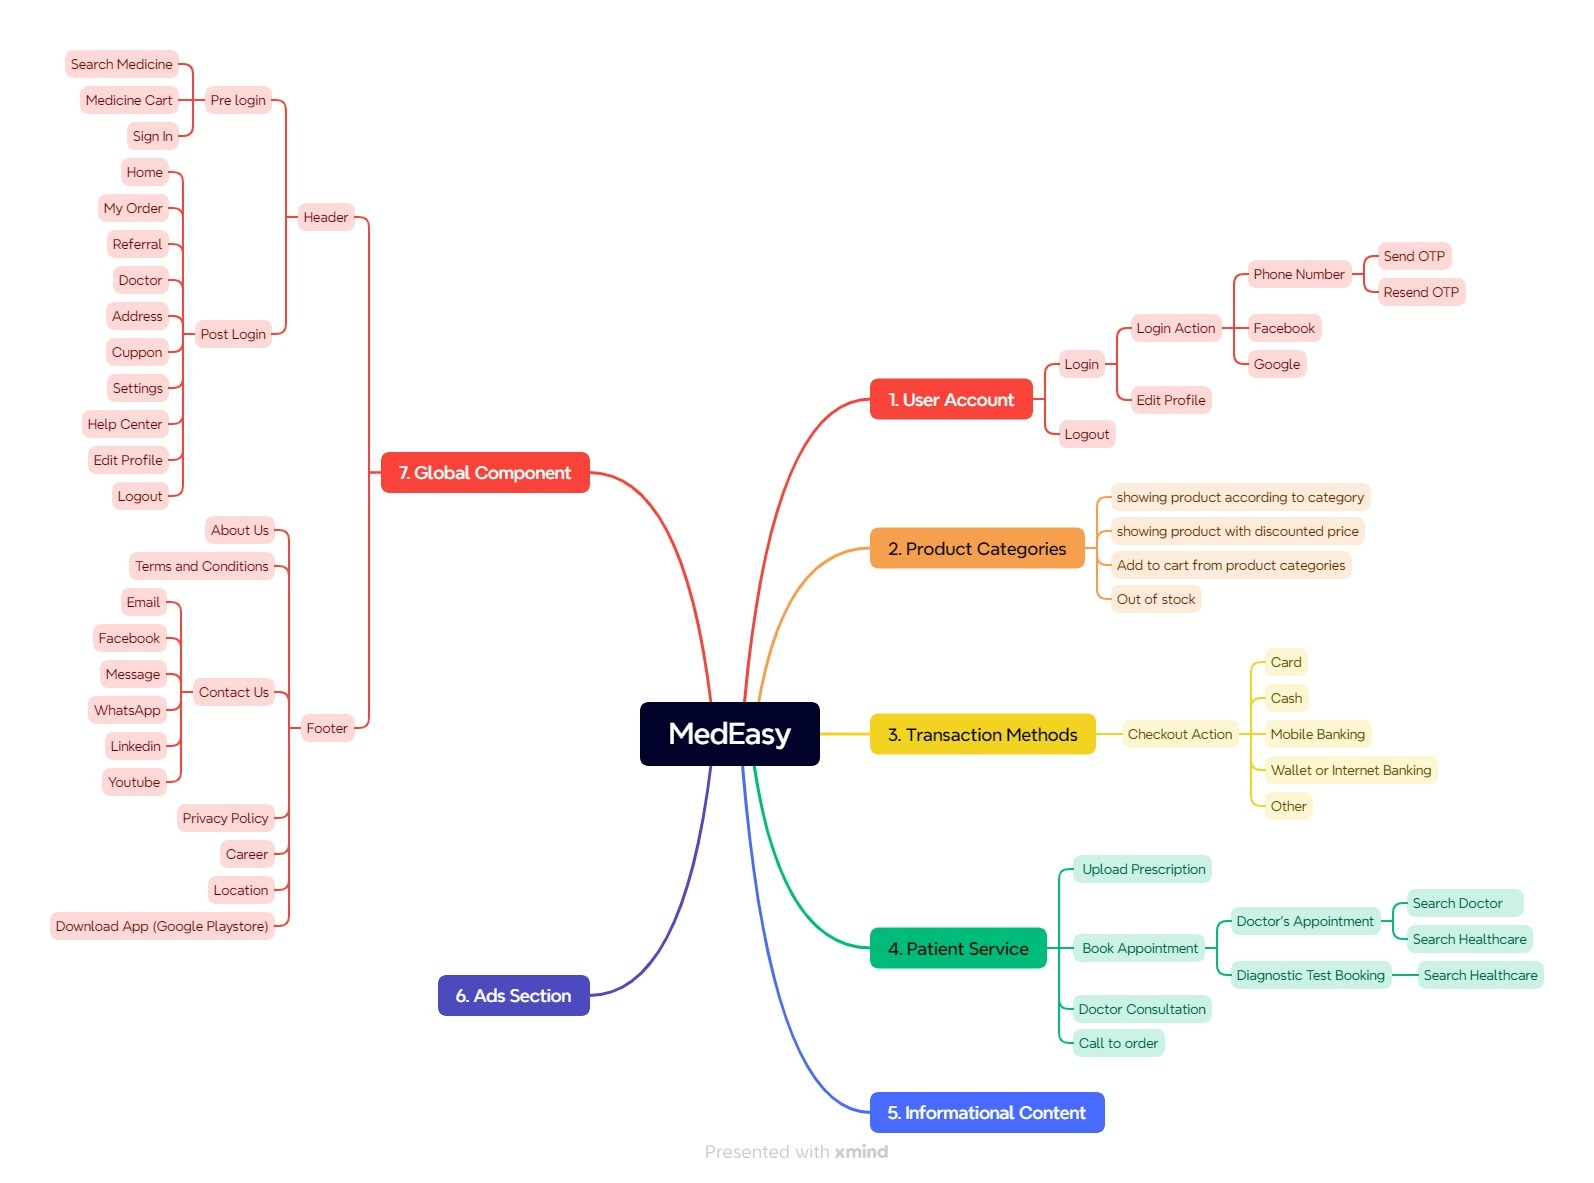 MedEasy
1. User Account
Login
Login Action
Phone Number
Send OTP
Resend OTP
Facebook
Google
Edit Profile
Logout
2. Product Categories
showing product according to category
showing product with discounted price
Add to cart from product categories
Out of stock
3. Transaction Methods
Checkout Action
Card
Cash
Mobile Banking
Wallet or Internet Banking
Other
4. Patient Service
Upload Prescription
Book Appointment
Doctor's Appointment
Search Doctor
Search Healthcare
Diagnostic Test Booking
Search Healthcare
Doctor Consultation
Call to order
5. Informational Content
6. Ads Section
7. Global Component
Header
Pre login
Search Medicine
Medicine Cart
Sign In
Post Login
Home
My Order
Referral
Doctor
Address
Cuppon
Settings
Help Center
Edit Profile
Logout
Footer
About Us
Terms and Conditions
Contact Us
Email
Facebook
Message
WhatsApp
Linkedin
Youtube
Privacy Policy
Career
Location
Download App (Google Playstore)
Presented with xmind